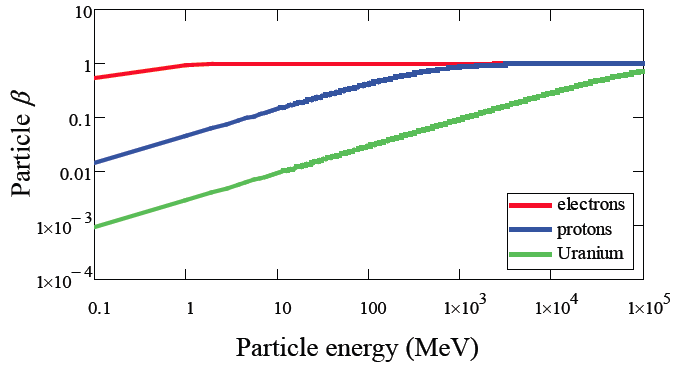 10
1
0.1
0.01
1×10⁻³
1×10⁻⁴
Particle β
electrons
protons
Uranium
0.1 1 10 100 1×10³ 1×10⁴ 1×10⁵
Particle energy (MeV)